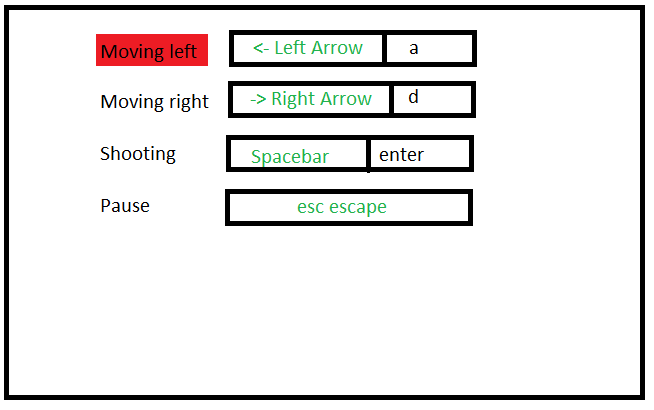 Moving left <- Left Arrow a
Moving right -> Right Arrow d
Shooting Spacebar enter
Pause esc escape